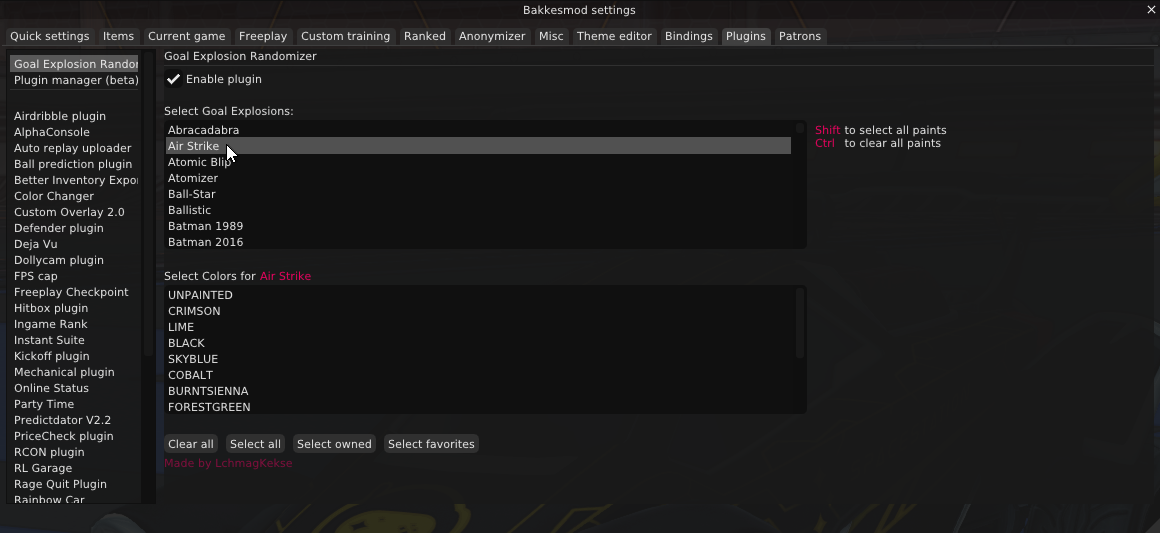 Bakkesmod settings
Quick settings Items Current game Freeplay Custom training Ranked Anonymizer Misc Theme editor Bindings Plugins Patrons
Goal Explosion Randor
Plugin manager (beta)
Airdribble plugin
AlphaConsole
Auto replay uploader
Ball prediction plugin
Better Inventory Expo
Color Changer
Custom Overlay 2.0
Defender plugin
Deja Vu
Dollycam plugin
FPS cap
Freeplay Checkpoint
Hitbox plugin
Ingame Rank
Instant Suite
Kickoff plugin
Mechanical plugin
Online Status
Party Time
Predictdator V2.2
PriceCheck plugin
RCON plugin
RL Garage
Rage Quit Plugin
Rainbow Car
Goal Explosion Randomizer
Enable plugin
Select Goal Explosions:
Abracadabra
Air Strike
Atomic Blip
Atomizer
Ball-Star
Ballistic
Batman 1989
Batman 2016
Shift to select all paints
Ctrl to clear all paints
Select Colors for Air Strike
UNPAINTED
CRIMSON
LIME
BLACK
SKYBLUE
COBALT
BURNTSIENNA
FORESTGREEN
Clear all Select all Select owned Select favorites
Made by LchmagKekse